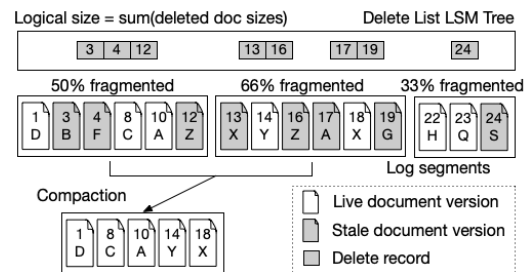 Logical size = sum(deleted doc sizes) Delete List LSM Tree
3 4 12 13 16 17 19 24
50% fragmented 66% fragmented 33% fragmented
1 3 4 8 10 12 13 14 16 17 18 19 22 23 24
D B F C A Z X Y Z A X G H Q S
Log segments
Compaction
Live document version
1 8 10 14 18
Stale document version
D C A Y X
Delete record